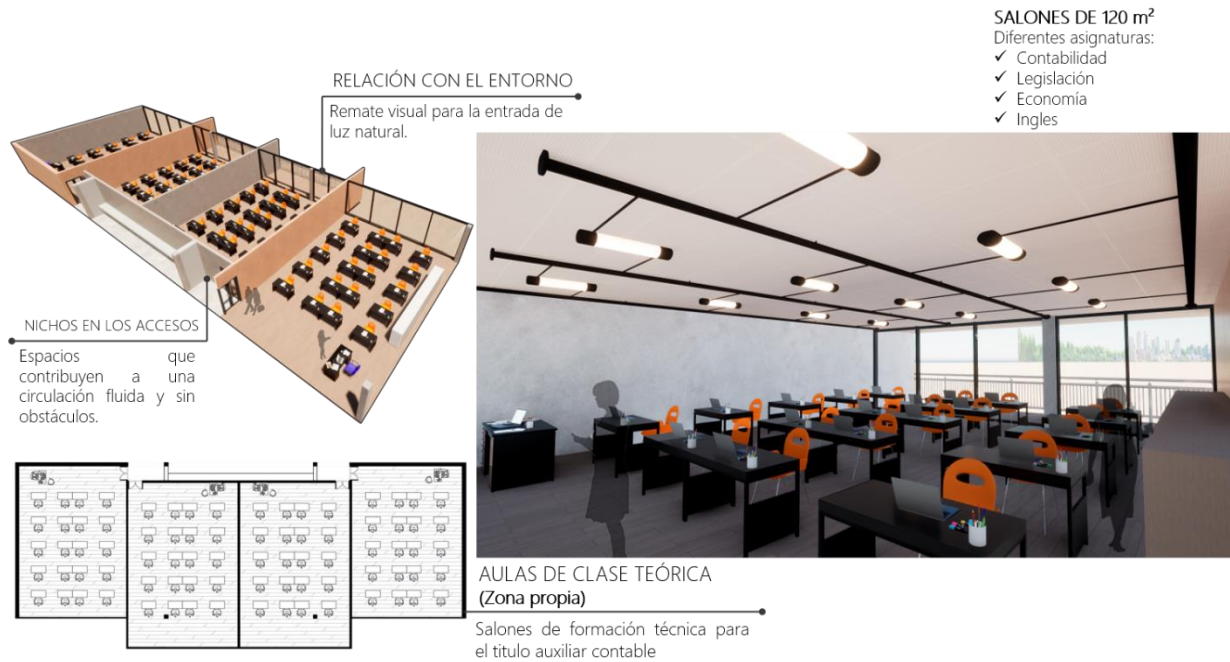 SALONES DE 120 m²
Diferentes asignaturas:
✓ Contabilidad
✓ Legislación
✓ Economía
✓ Ingles
RELACIÓN CON EL ENTORNO
Remate visual para la entrada de
luz natural.
NICHOS EN LOS ACCESOS
Espacios que
contribuyen a una
circulación fluida y sin
obstáculos.
AULAS DE CLASE TEÓRICA
(Zona propia)
Salones de formación técnica para
el titulo auxiliar contable